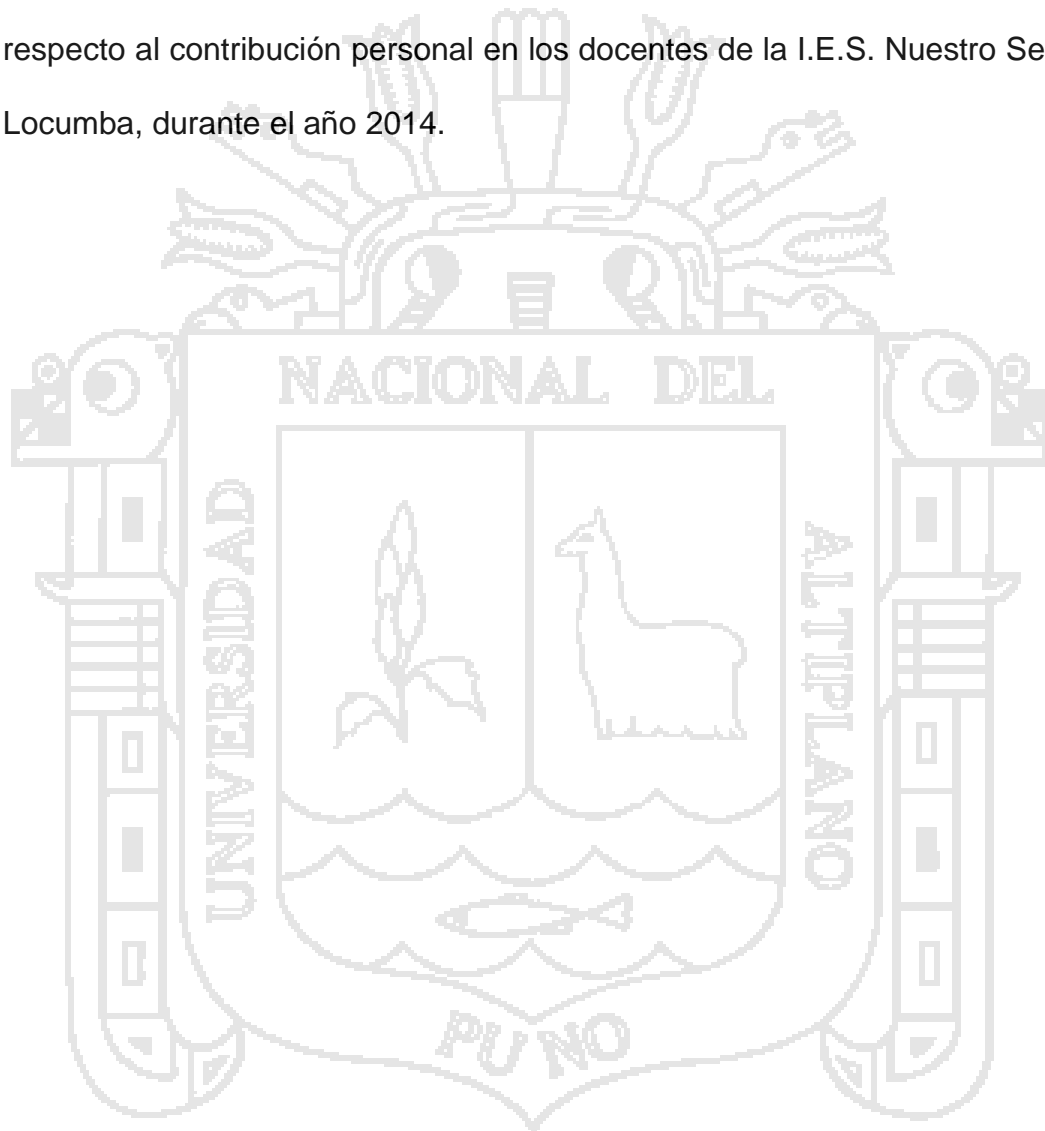 respecto al contribución personal en los docentes de la I.E.S. Nuestro Se
Locumba, durante el año 2014.
NACIONAL DEL
UNIVERSIDAD
ALTIPLANO
PUNO